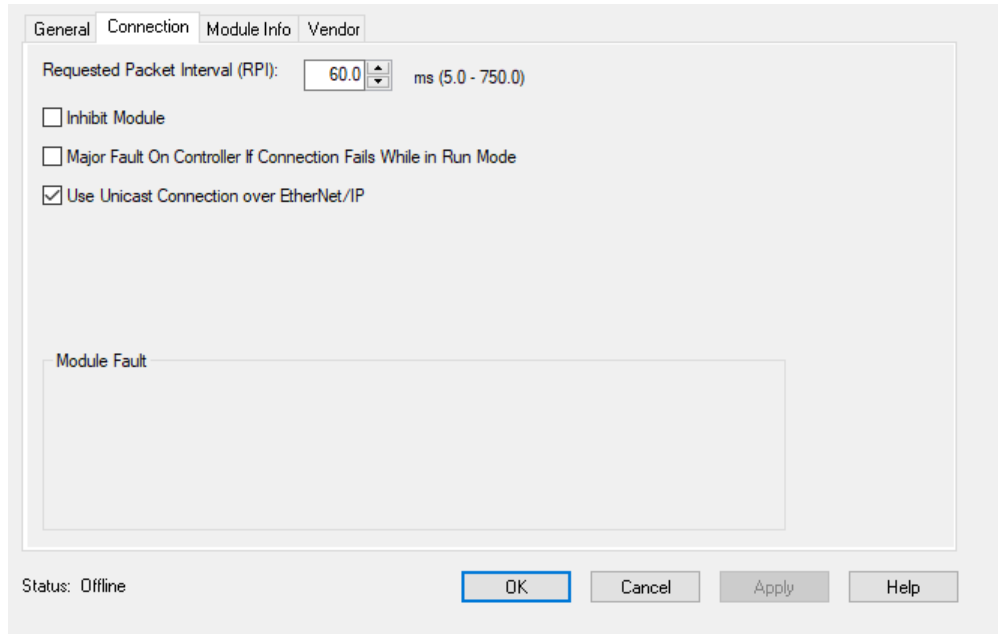 General Connection Module Info Vendor
Requested Packet Interval (RPI): 60.0 ms (5.0 - 750.0)
Inhibit Module
Major Fault On Controller If Connection Fails While in Run Mode
Use Unicast Connection over EtherNet/IP
Module Fault
Status: Offline OK Cancel Apply Help